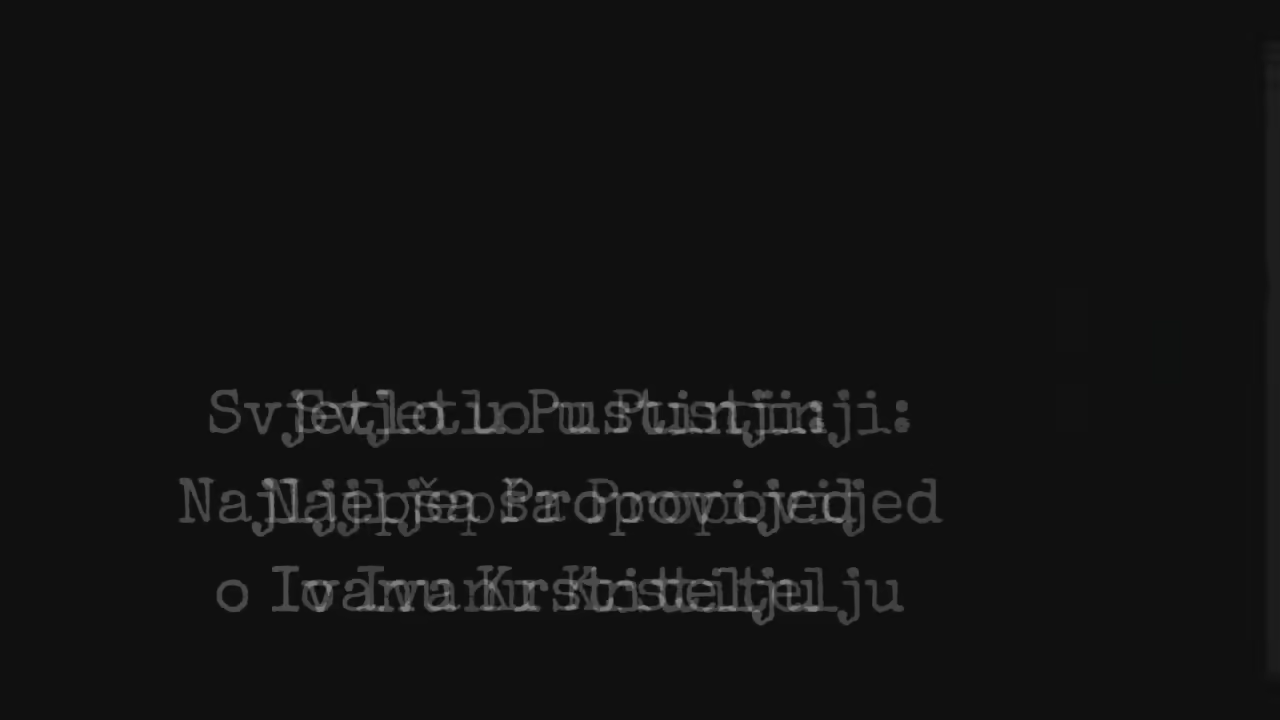 Svjetlo u Pustinji:
Najljepša Propovijed
o Ivanu Krstitelju